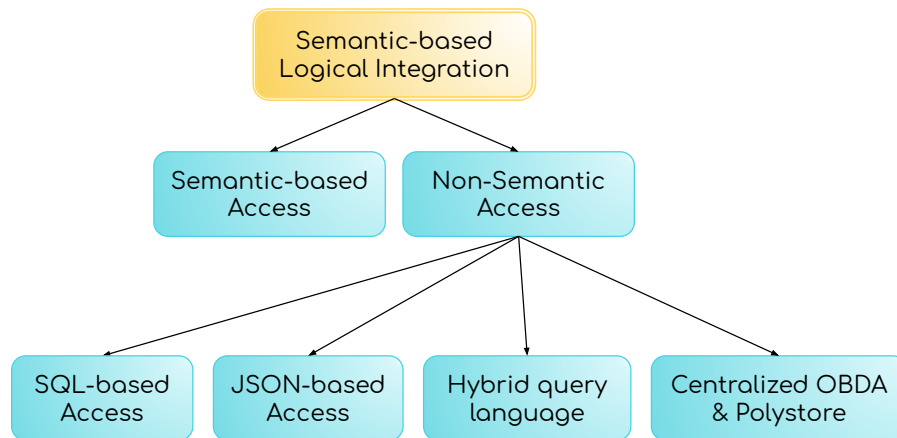 Semantic-based
Logical Integration
Semantic-based
Access
Non-Semantic
Access
SQL-based
Access
JSON-based
Access
Hybrid query
language
Centralized OBDA
& Polystore